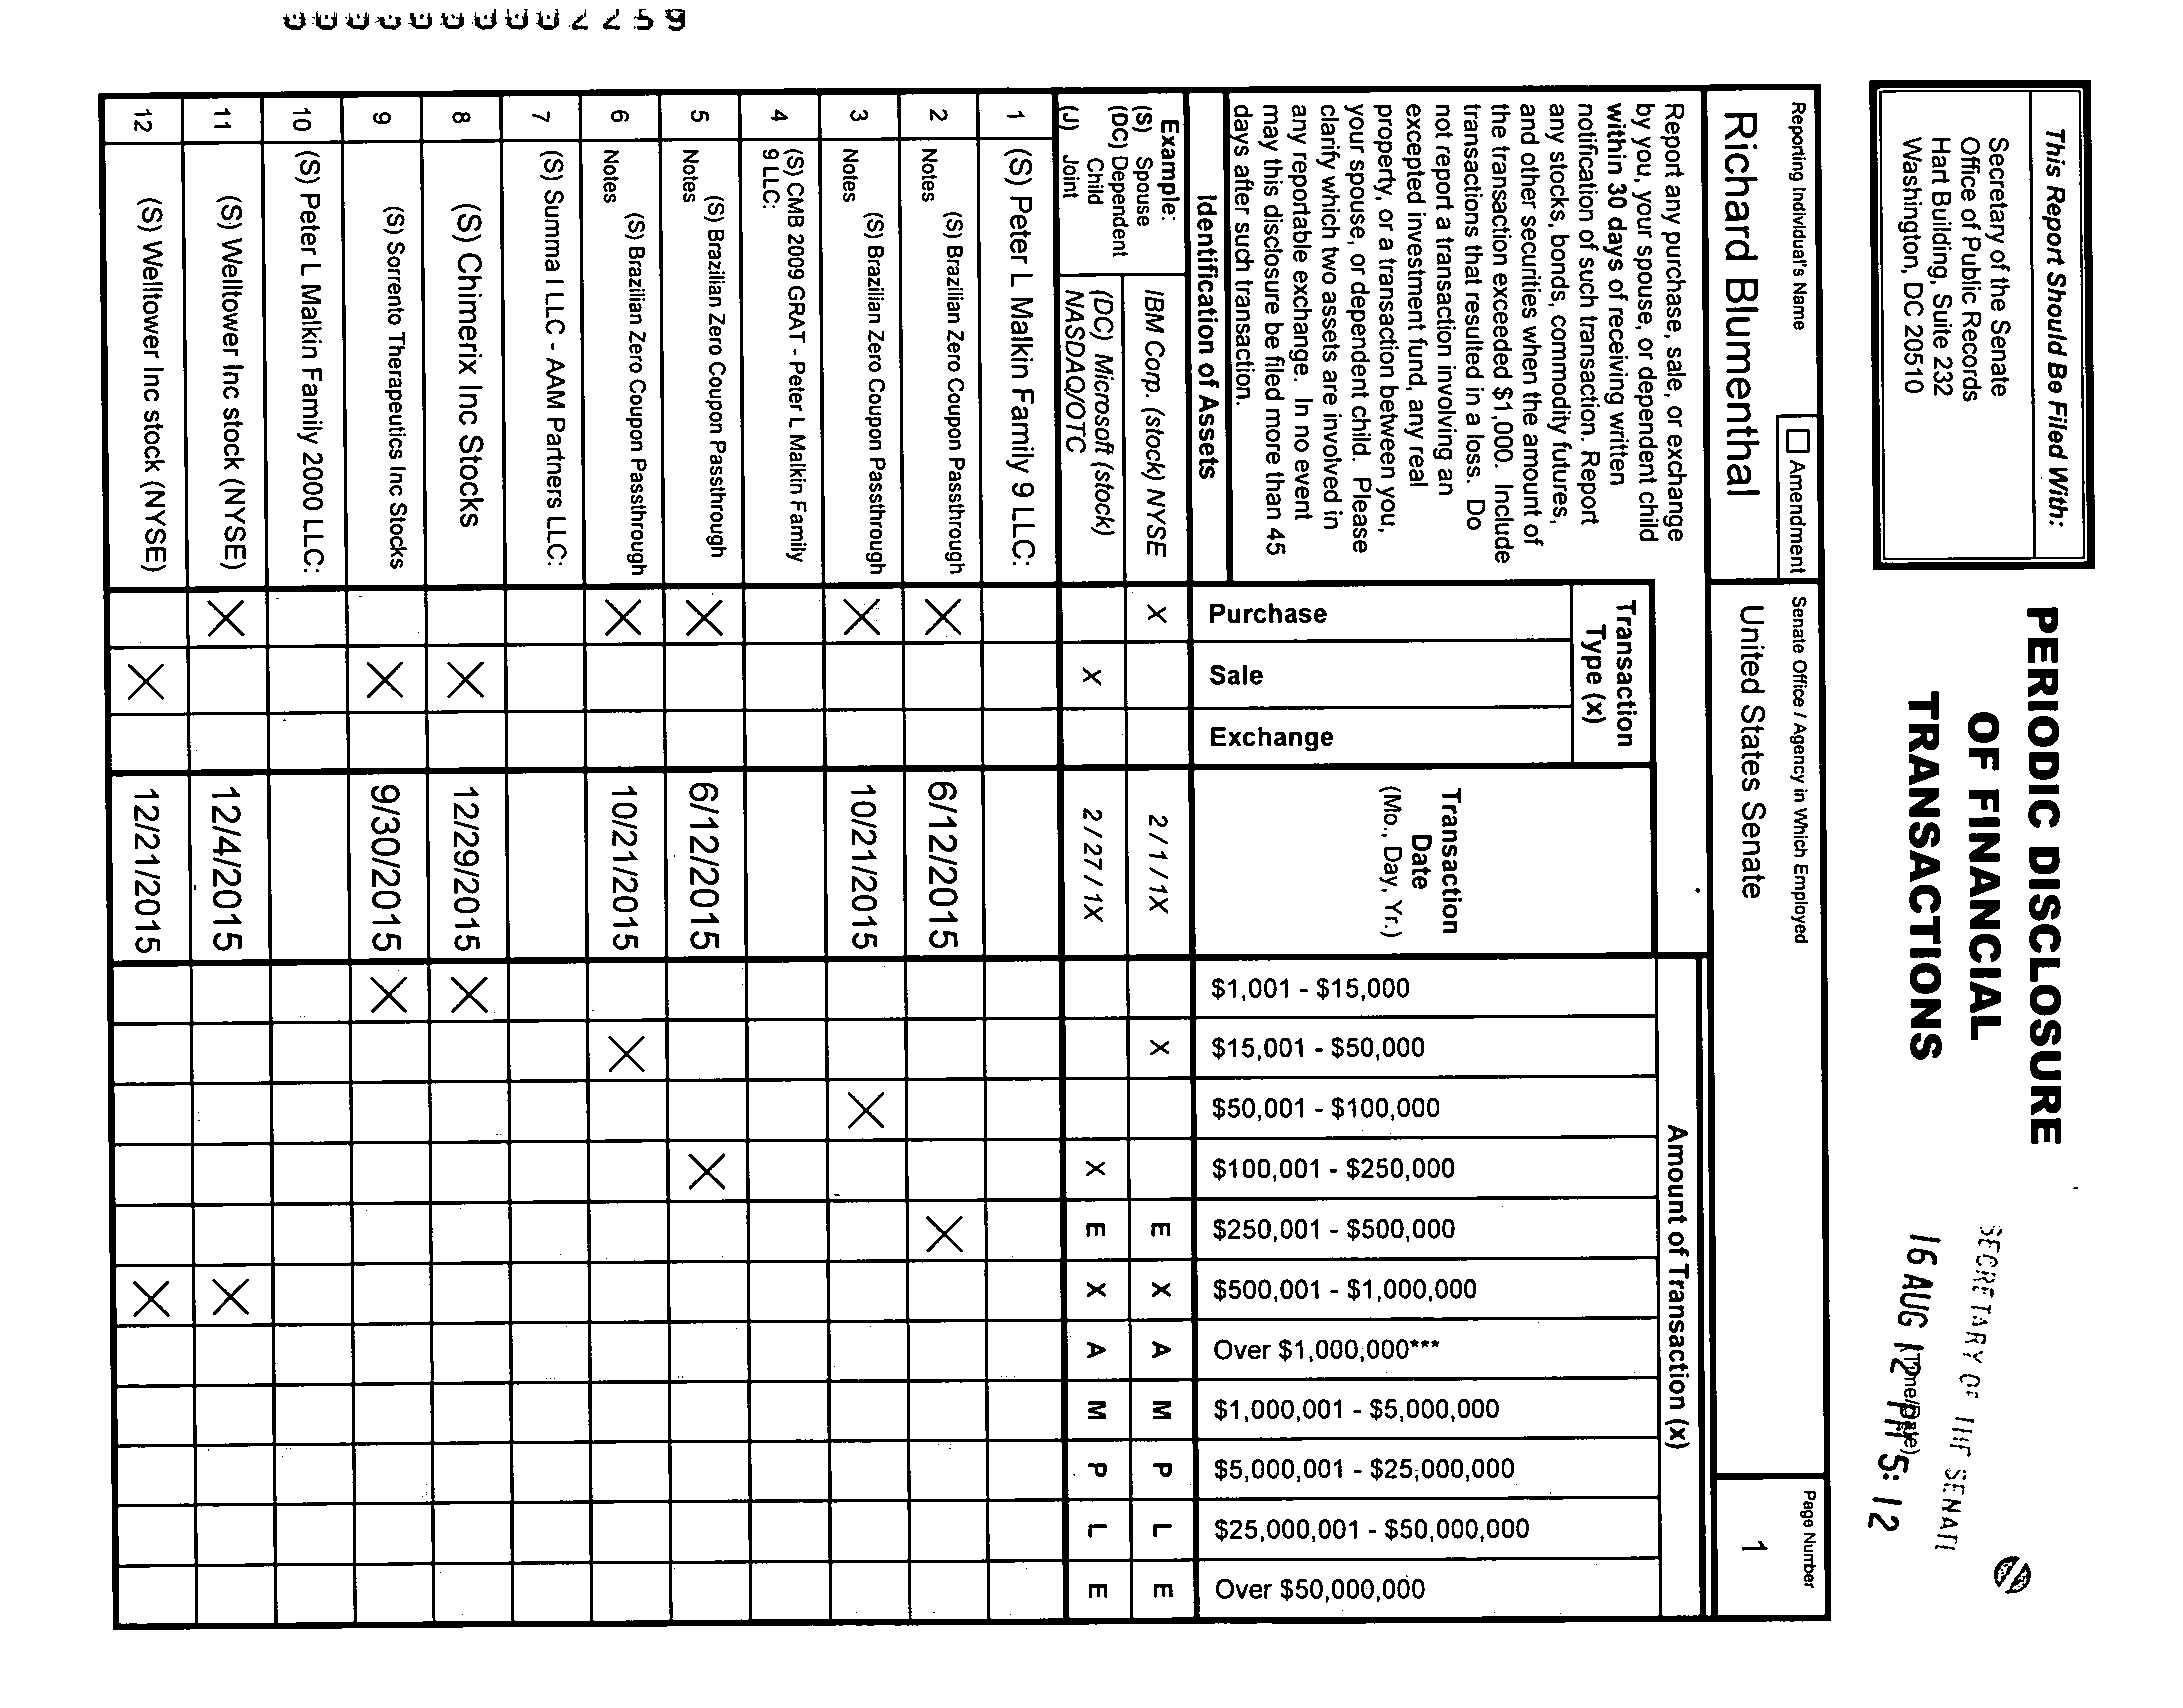 This Report Should Be Filed With:
Secretary of the Senate
Office of Public Records
Hart Building, Suite 232
Washington, DC 20510
PERIODIC DISCLOSURE
OF FINANCIAL
TRANSACTIONS
SECRETARY OF THE SENATE
16 AUG 12 PM 5:12
Reporting Individual's Name
Amendment
Richard Blumenthal
Senate Office / Agency in Which Employed
United States Senate
Page Number
1
Report any purchase, sale, or exchange
by you, your spouse, or dependent child
within 30 days of receiving written
notification of such transaction. Report
any stocks, bonds, commodity futures,
and other securities when the amount of
the transaction exceeded $1,000. Include
transactions that resulted in a loss. Do
not report a transaction involving an
excepted investment fund, any real
property, or a transaction between you,
your spouse, or dependent child. Please
clarify which two assets are involved in
any reportable exchange. In no event
may this disclosure be filed more than 45
days after such transaction.
Identification of Assets
Transaction
Type (x)
Purchase
Sale
Exchange
Transaction
Date
(Mo., Day, Yr.)
Amount of Transaction (x)
$1,001 - $15,000
$15,001 - $50,000
$50,001 - $100,000
$100,001 - $250,000
$250,001 - $500,000
$500,001 - $1,000,000
Over $1,000,000***
$1,000,001 - $5,000,000
$5,000,001 - $25,000,000
$25,000,001 - $50,000,000
Over $50,000,000
Example:
(S) Spouse
(DC) Dependent
Child
(J) Joint
IBM Corp. (stock) NYSE X 2 / 1 / 1X X E X A M P L E
(DC) Microsoft (stock)
NASDAQ/OTC X 2 / 27 / 1X X E X A M P L E
1 (S) Peter L Malkin Family 9 LLC:
2 (S) Brazilian Zero Coupon Passthrough
Notes X 6/12/2015 X
3 (S) Brazilian Zero Coupon Passthrough
Notes X 10/21/2015 X
4 (S) CMB 2009 GRAT - Peter L Malkin Family
9 LLC:
5 (S) Brazilian Zero Coupon Passthrough
Notes X 6/12/2015 X
6 (S) Brazilian Zero Coupon Passthrough
Notes X 10/21/2015 X
7 (S) Summa I LLC - AAM Partners LLC:
8 (S) Chimerix Inc Stocks X 12/29/2015 X
9 (S) Sorrento Therapeutics Inc Stocks X 9/30/2015 X
10 (S) Peter L Malkin Family 2000 LLC:
11 (S) Welltower Inc stock (NYSE) X 12/4/2015 X
12 (S) Welltower Inc stock (NYSE) X 12/21/2015 X